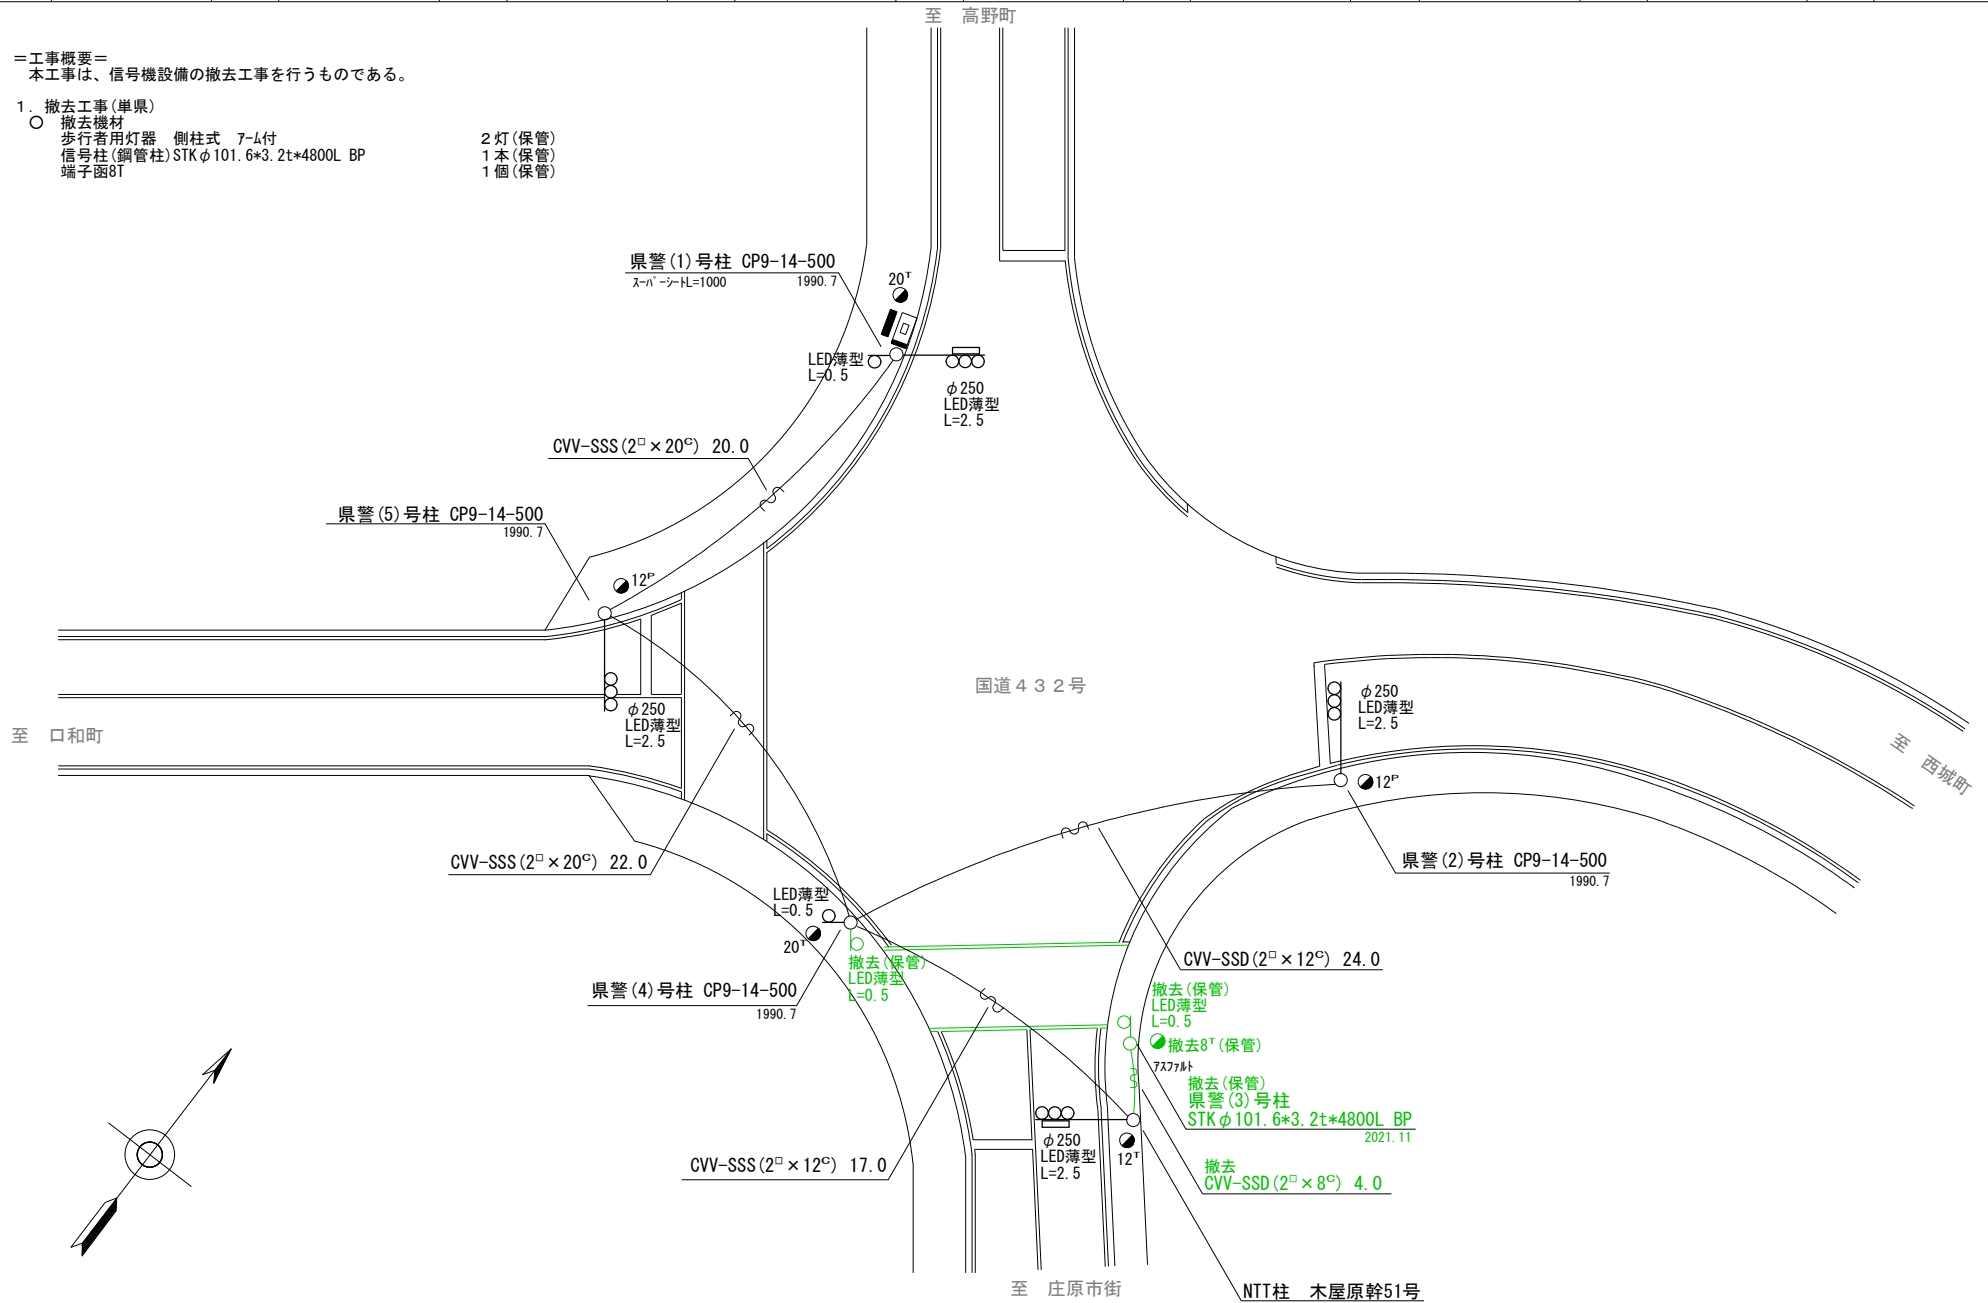 至　高野町
＝工事概要＝
本工事は、信号機設備の撤去工事を行うものである。
１．撤去工事(単県)
○　撤去機材
歩行者用灯器　側柱式　ｱｰﾑ付　２灯(保管)
信号柱(鋼管柱)STKφ101.6*3.2t*4800L BP　１本(保管)
端子函8T　１個(保管)
県警(1)号柱 CP9-14-500
ｽｰﾊﾟｰｼｰﾄL=1000　1990.7
20ᵀ
LED薄型
L=0.5
φ250
LED薄型
L=2.5
CVV-SSS(2□×20ᶜ) 20.0
県警(5)号柱 CP9-14-500
1990.7
12ᴾ
φ250
LED薄型
L=2.5
至　口和町
国道４３２号
φ250
LED薄型
L=2.5
至　西城町
12ᴾ
県警(2)号柱 CP9-14-500
1990.7
CVV-SSS(2□×20ᶜ) 22.0
LED薄型
L=0.5
20ᵀ
撤去(保管)
LED薄型
L=0.5
CVV-SSD(2□×12ᶜ) 24.0
県警(4)号柱 CP9-14-500
1990.7
撤去(保管)
LED薄型
L=0.5
撤去8ᵀ(保管)
ｱｽﾌｧﾙﾄ
撤去(保管)
県警(3)号柱
STKφ101.6*3.2t*4800L BP
2021.11
φ250
LED薄型
L=2.5
12ᵀ
CVV-SSS(2□×12ᶜ) 17.0
撤去
CVV-SSD(2□×8ᶜ) 4.0
至　庄原市街
NTT柱　木屋原幹51号